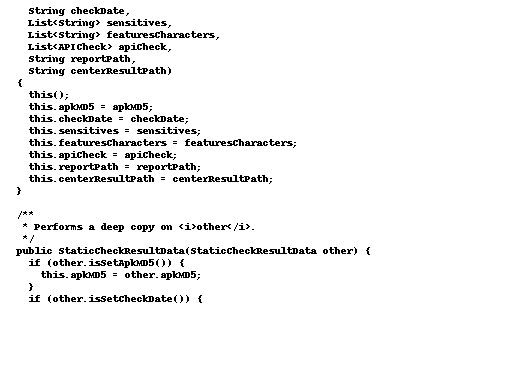 String checkDate,
List<String> sensitives,
List<String> featuresCharacters,
List<APICheck> apiCheck,
String reportPath,
String centerResultPath)
{
this();
this.apkMD5 = apkMD5;
this.checkDate = checkDate;
this.sensitives = sensitives;
this.featuresCharacters = featuresCharacters;
this.apiCheck = apiCheck;
this.reportPath = reportPath;
this.centerResultPath = centerResultPath;
}
/**
* Performs a deep copy on <i>other</i>.
*/
public StaticCheckResultData(StaticCheckResultData other) {
if (other.isSetApkMD5()) {
this.apkMD5 = other.apkMD5;
}
if (other.isSetCheckDate()) {